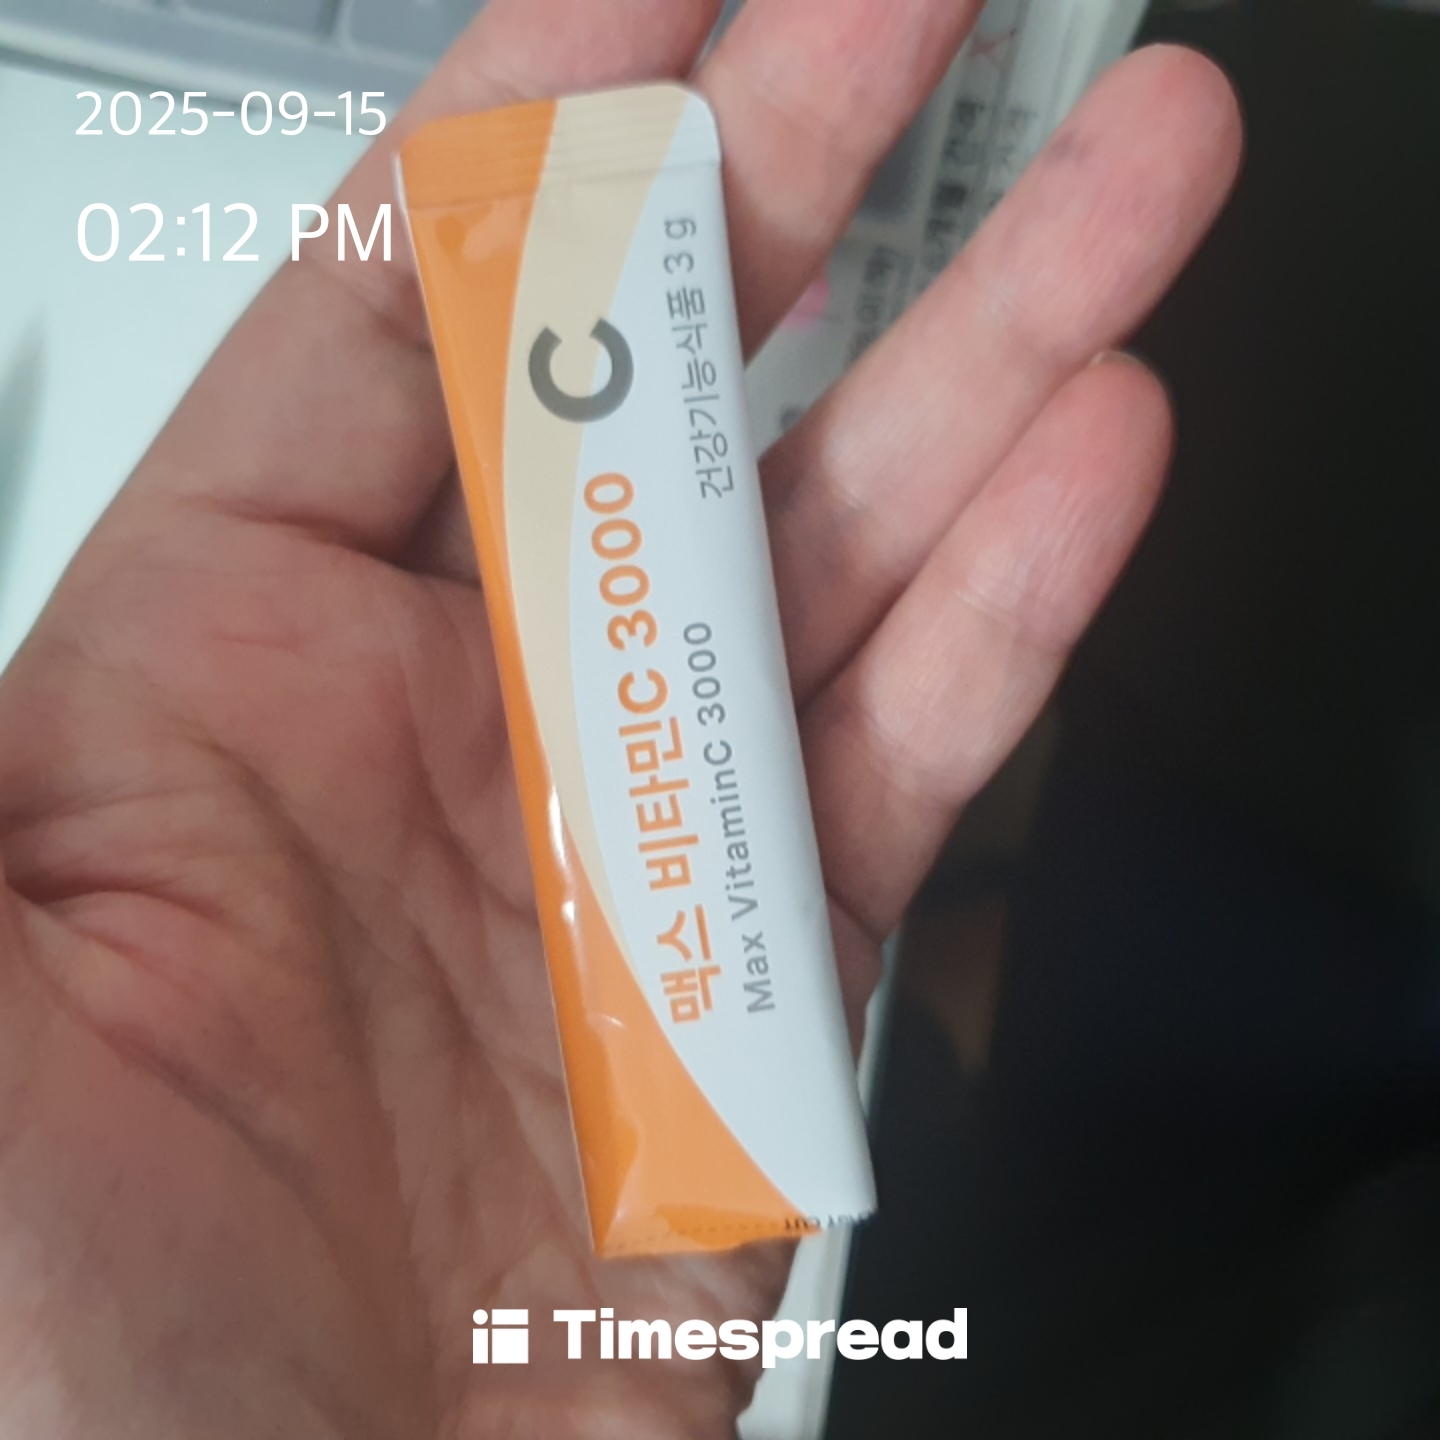 2025-09-15
02:12 PM
C
맥스 비타민C 3000
Max VitaminC 3000
건강기능식품 3 g
Timespread